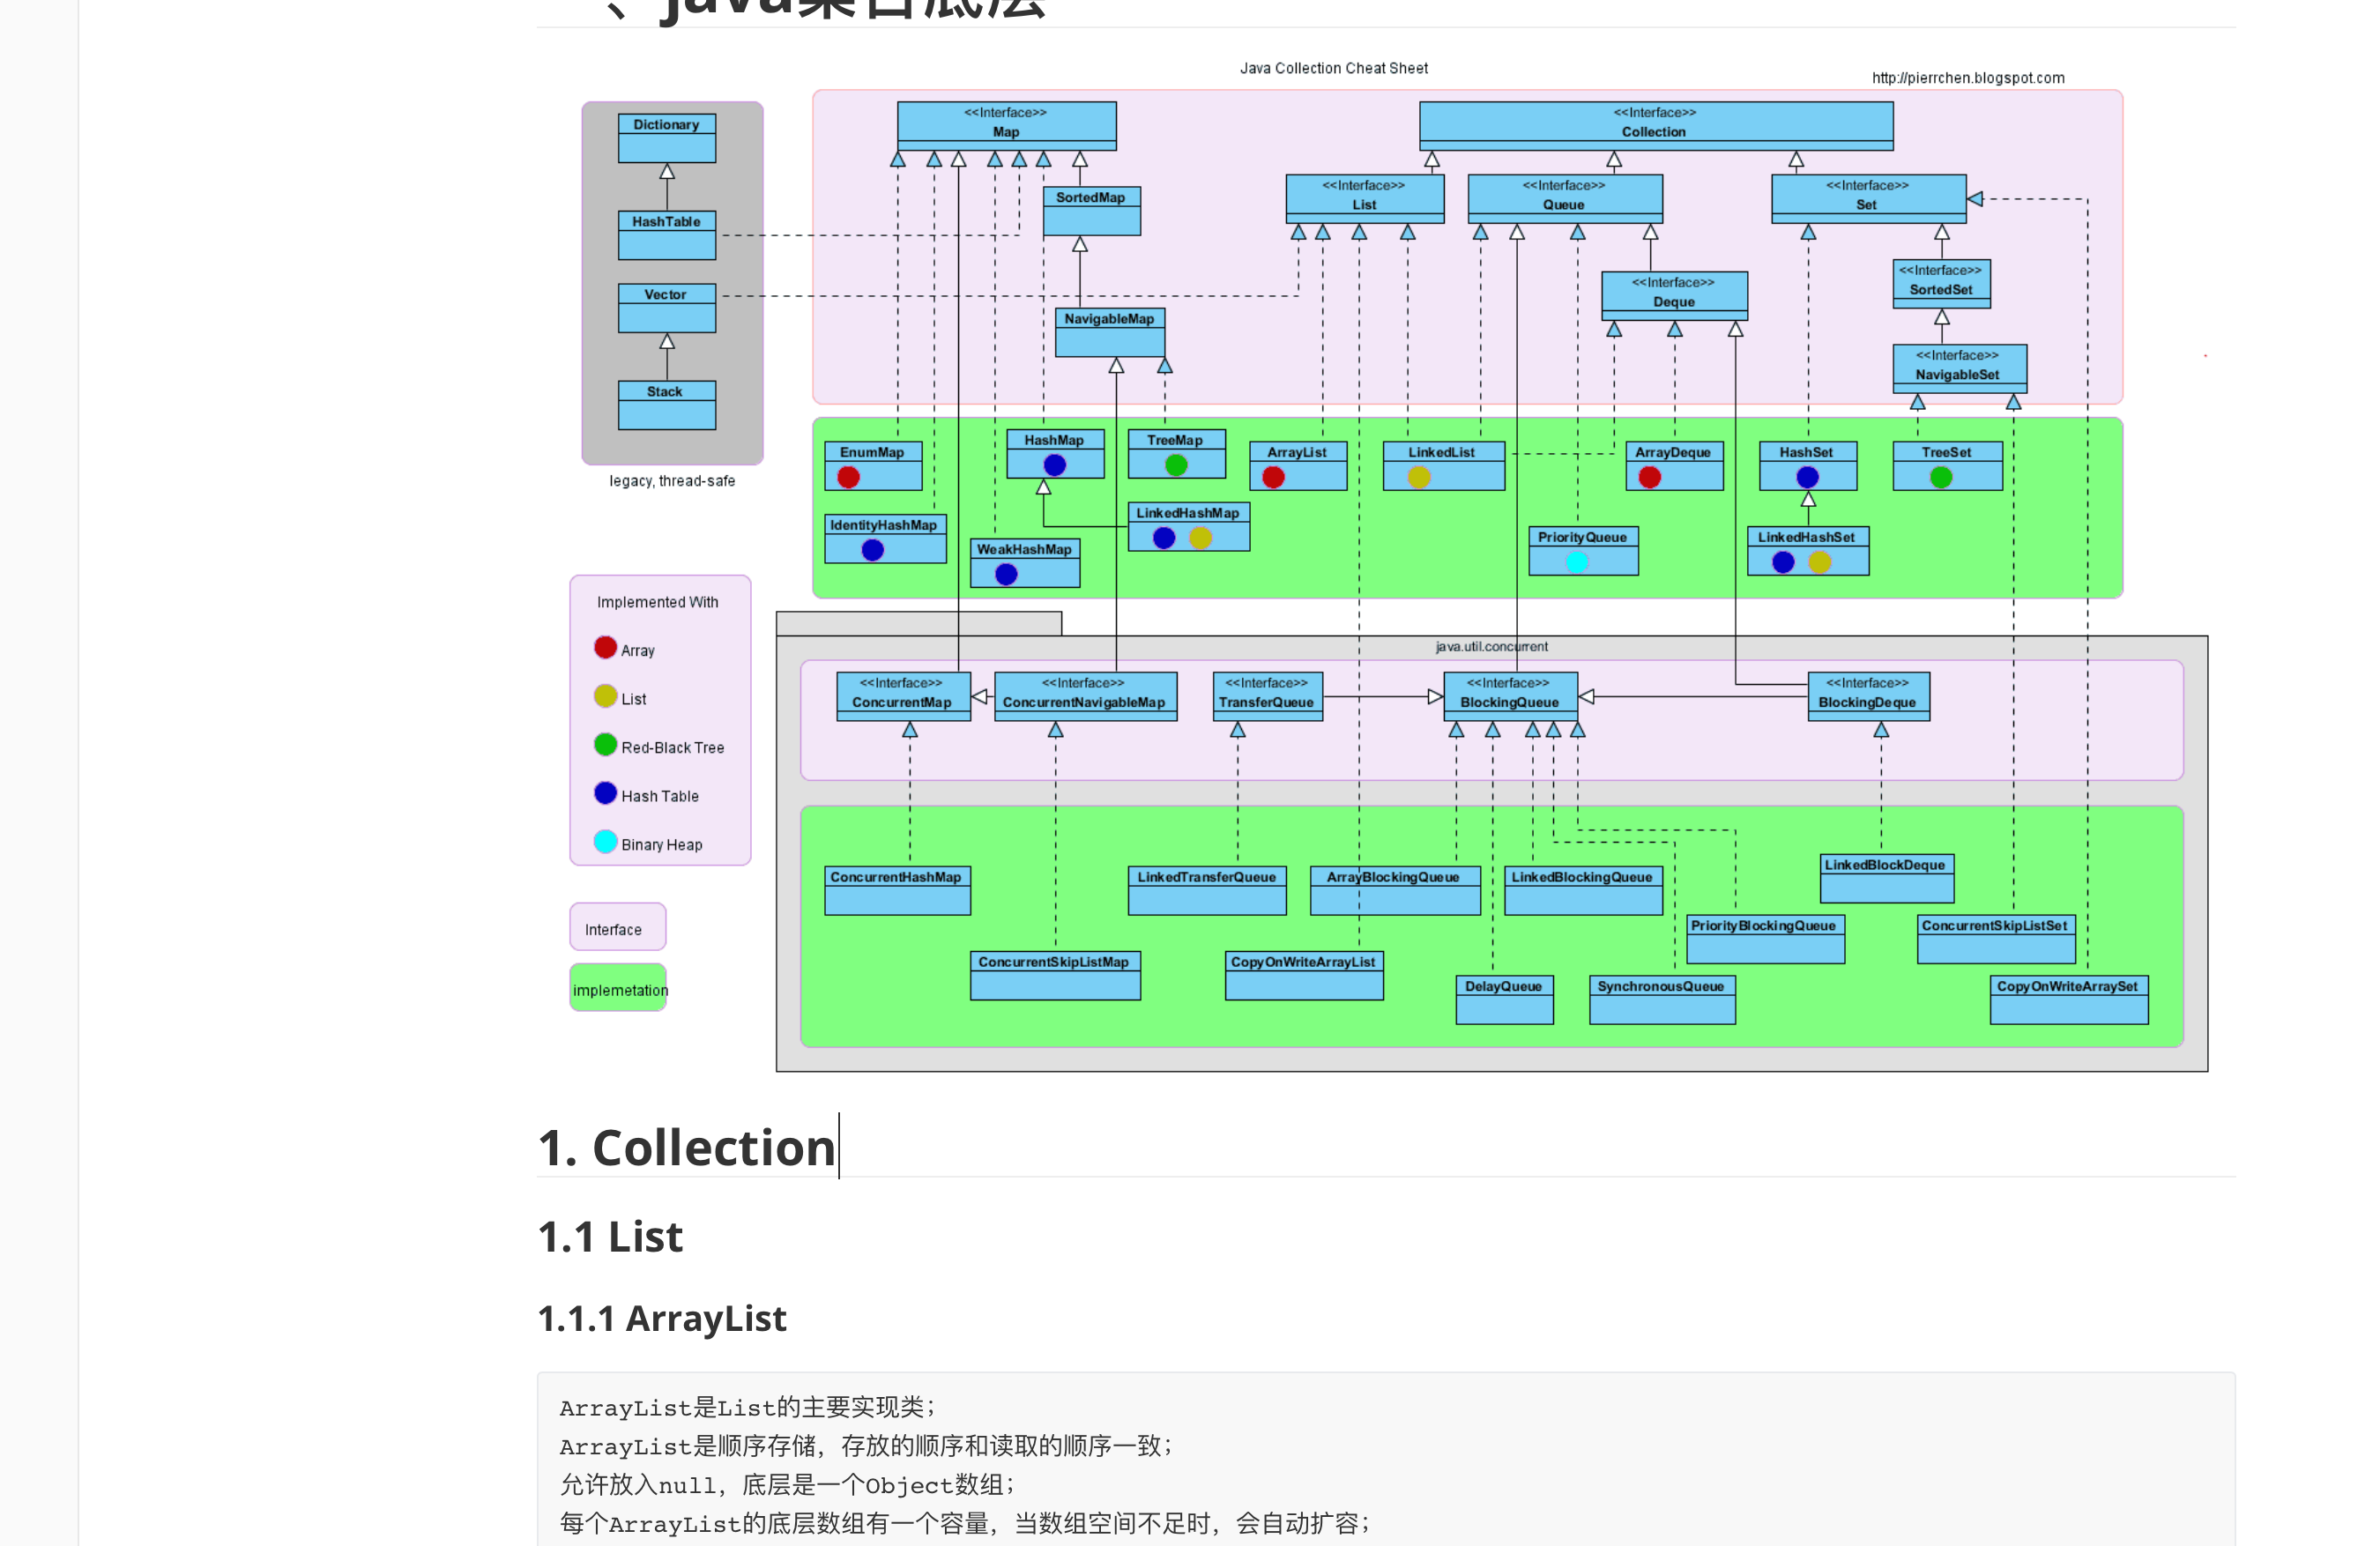 、java集合底层
Java Collection Cheat Sheet
http://pierrchen.blogspot.com
Dictionary
HashTable
Vector
Stack
legacy, thread-safe
<<Interface>>
Map
<<Interface>>
Collection
SortedMap
<<Interface>>
List
<<Interface>>
Queue
<<Interface>>
Set
<<Interface>>
SortedSet
<<Interface>>
Deque
NavigableMap
<<Interface>>
NavigableSet
EnumMap
HashMap
TreeMap
ArrayList
LinkedList
ArrayDeque
HashSet
TreeSet
IdentityHashMap
WeakHashMap
LinkedHashMap
PriorityQueue
LinkedHashSet
Implemented With
Array
List
Red-Black Tree
Hash Table
Binary Heap
Interface
implemetation
java.util.concurrent
<<Interface>>
ConcurrentMap
<<Interface>>
ConcurrentNavigableMap
<<Interface>>
TransferQueue
<<Interface>>
BlockingQueue
<<Interface>>
BlockingDeque
ConcurrentHashMap
LinkedTransferQueue
ArrayBlockingQueue
LinkedBlockingQueue
LinkedBlockDeque
PriorityBlockingQueue
ConcurrentSkipListSet
ConcurrentSkipListMap
CopyOnWriteArrayList
DelayQueue
SynchronousQueue
CopyOnWriteArraySet
1. Collection
1.1 List
1.1.1 ArrayList
ArrayList是List的主要实现类；
ArrayList是顺序存储，存放的顺序和读取的顺序一致；
允许放入null，底层是一个Object数组；
每个ArrayList的底层数组有一个容量，当数组空间不足时，会自动扩容；